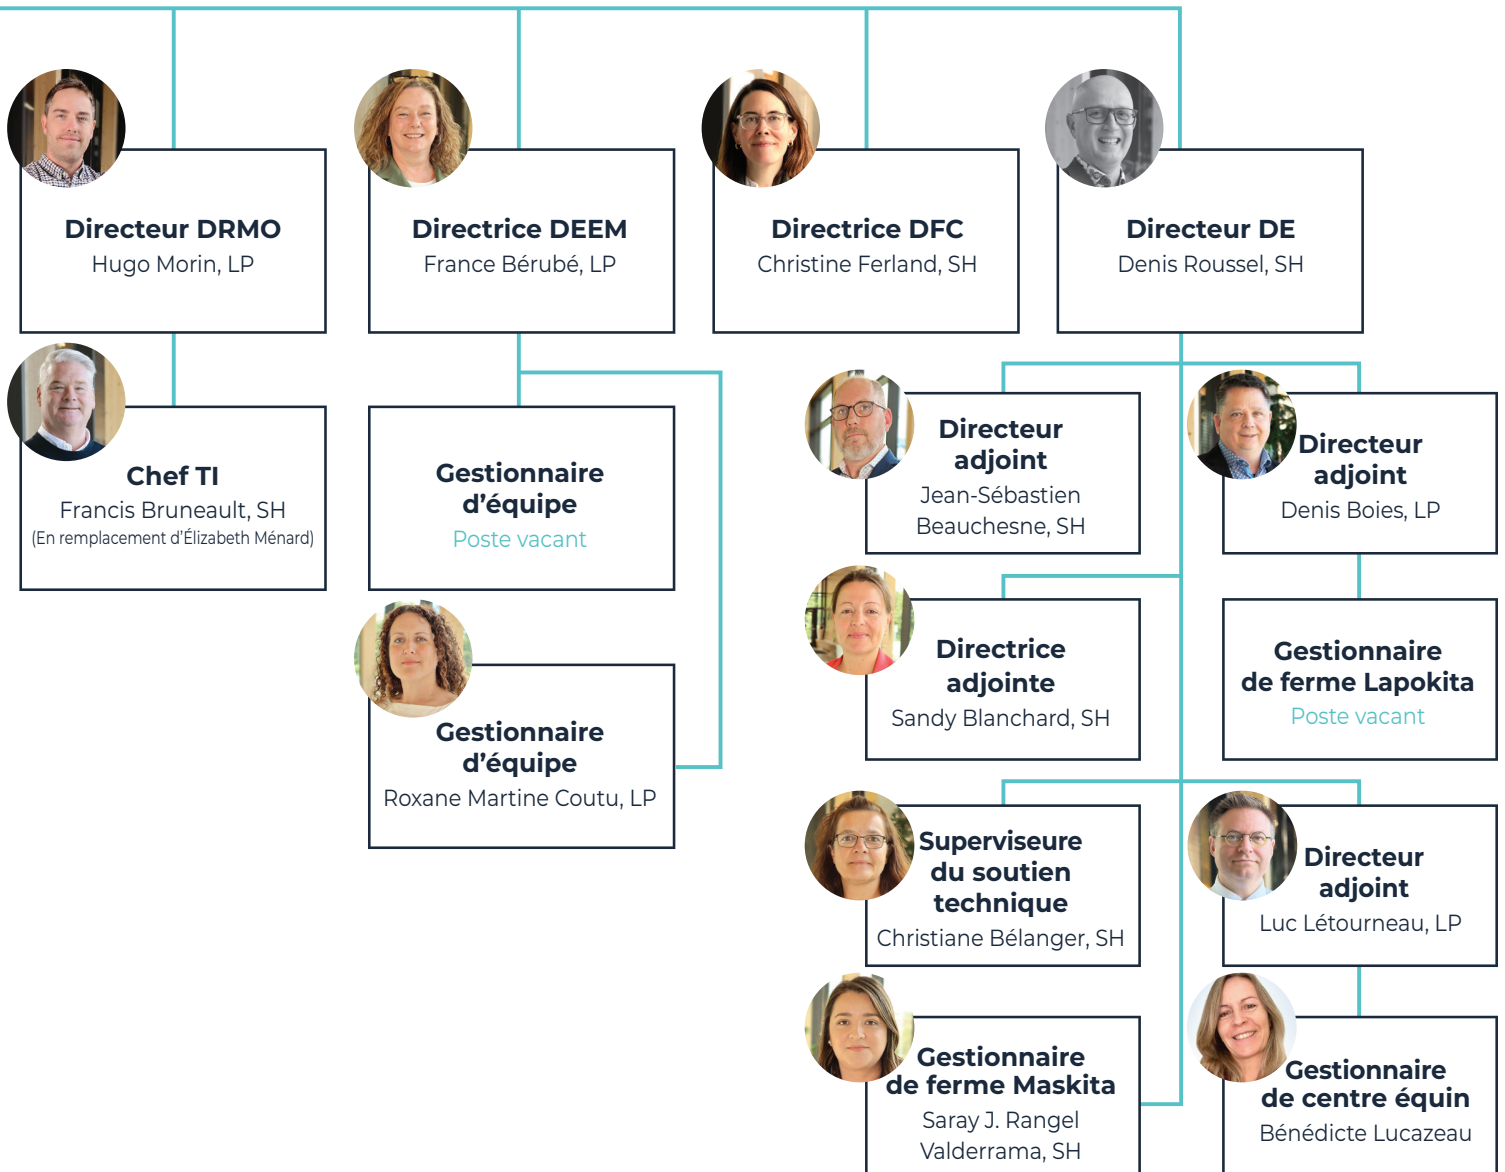 Directeur DRMO
Hugo Morin, LP
Directrice DEEM
France Bérubé, LP
Directrice DFC
Christine Ferland, SH
Directeur DE
Denis Roussel, SH
Chef TI
Francis Bruneault, SH
(En remplacement d’Élizabeth Ménard)
Gestionnaire
d’équipe
Poste vacant
Gestionnaire
d’équipe
Roxane Martine Coutu, LP
Directeur
adjoint
Jean-Sébastien
Beauchesne, SH
Directeur
adjoint
Denis Boies, LP
Directrice
adjointe
Sandy Blanchard, SH
Gestionnaire
de ferme Lapokita
Poste vacant
Superviseure
du soutien
technique
Christiane Bélanger, SH
Directeur
adjoint
Luc Létourneau, LP
Gestionnaire
de ferme Maskita
Saray J. Rangel
Valderrama, SH
Gestionnaire
de centre équin
Bénédicte Lucazeau